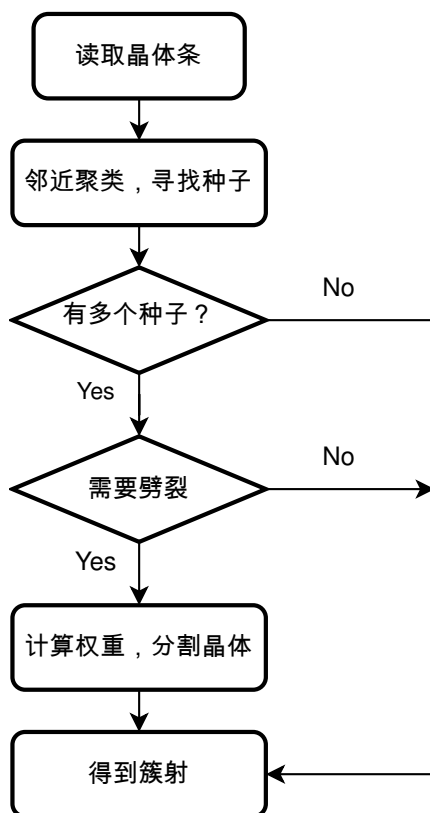 读取晶体条
邻近聚类，寻找种子
有多个种子？
No
Yes
需要劈裂
No
Yes
计算权重，分割晶体
得到簇射